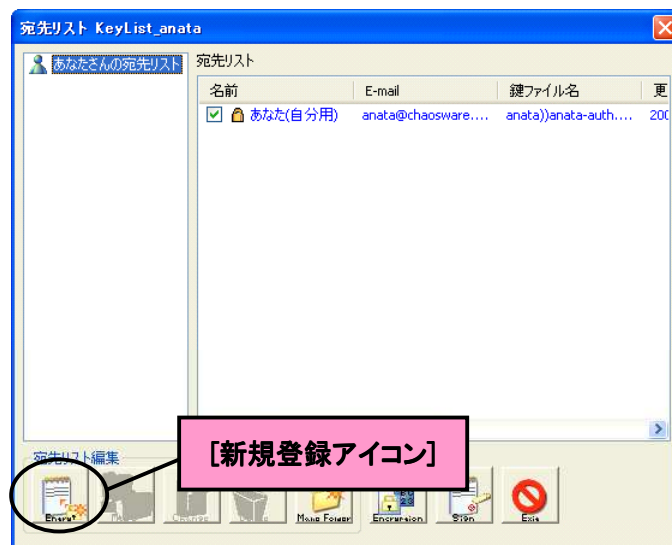 宛先リスト KeyList_anata
あなたさんの宛先リスト
宛先リスト
名前 E-mail 鍵ファイル名 更
あなた(自分用) anata@chaosware.... anata))anata-auth.... 200
宛先リスト編集
[新規登録アイコン]
Make Folder Encryption Sign Exit